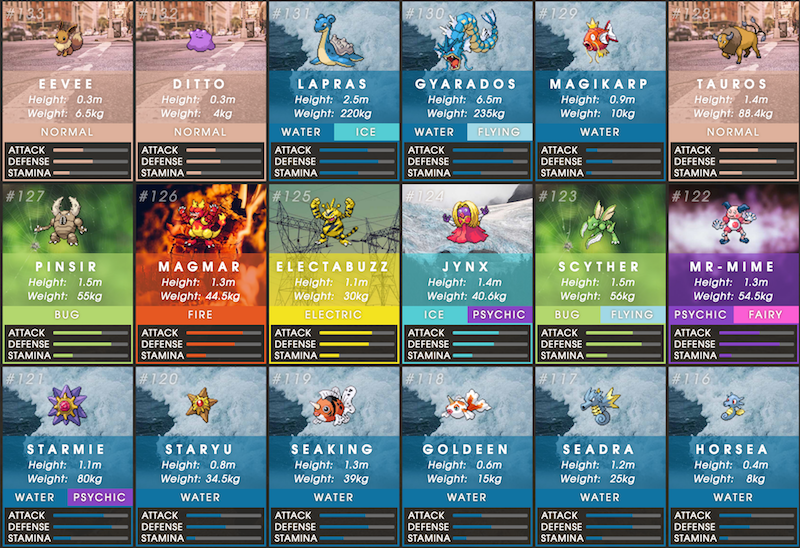 #133
EEVEE
Height: 0.3m
Weight: 6.5kg
NORMAL
ATTACK
DEFENSE
STAMINA
#132
DITTO
Height: 0.3m
Weight: 4kg
NORMAL
ATTACK
DEFENSE
STAMINA
#131
LAPRAS
Height: 2.5m
Weight: 220kg
WATER ICE
ATTACK
DEFENSE
STAMINA
#130
GYARADOS
Height: 6.5m
Weight: 235kg
WATER FLYING
ATTACK
DEFENSE
STAMINA
#129
MAGIKARP
Height: 0.9m
Weight: 10kg
WATER
ATTACK
DEFENSE
STAMINA
#128
TAUROS
Height: 1.4m
Weight: 88.4kg
NORMAL
ATTACK
DEFENSE
STAMINA
#127
PINSIR
Height: 1.5m
Weight: 55kg
BUG
ATTACK
DEFENSE
STAMINA
#126
MAGMAR
Height: 1.3m
Weight: 44.5kg
FIRE
ATTACK
DEFENSE
STAMINA
#125
ELECTABUZZ
Height: 1.1m
Weight: 30kg
ELECTRIC
ATTACK
DEFENSE
STAMINA
#124
JYNX
Height: 1.4m
Weight: 40.6kg
ICE PSYCHIC
ATTACK
DEFENSE
STAMINA
#123
SCYTHER
Height: 1.5m
Weight: 56kg
BUG FLYING
ATTACK
DEFENSE
STAMINA
#122
MR-MIME
Height: 1.3m
Weight: 54.5kg
PSYCHIC FAIRY
ATTACK
DEFENSE
STAMINA
#121
STARMIE
Height: 1.1m
Weight: 80kg
WATER PSYCHIC
ATTACK
DEFENSE
STAMINA
#120
STARYU
Height: 0.8m
Weight: 34.5kg
WATER
ATTACK
DEFENSE
STAMINA
#119
SEAKING
Height: 1.3m
Weight: 39kg
WATER
ATTACK
DEFENSE
STAMINA
#118
GOLDEEN
Height: 0.6m
Weight: 15kg
WATER
ATTACK
DEFENSE
STAMINA
#117
SEADRA
Height: 1.2m
Weight: 25kg
WATER
ATTACK
DEFENSE
STAMINA
#116
HORSEA
Height: 0.4m
Weight: 8kg
WATER
ATTACK
DEFENSE
STAMINA